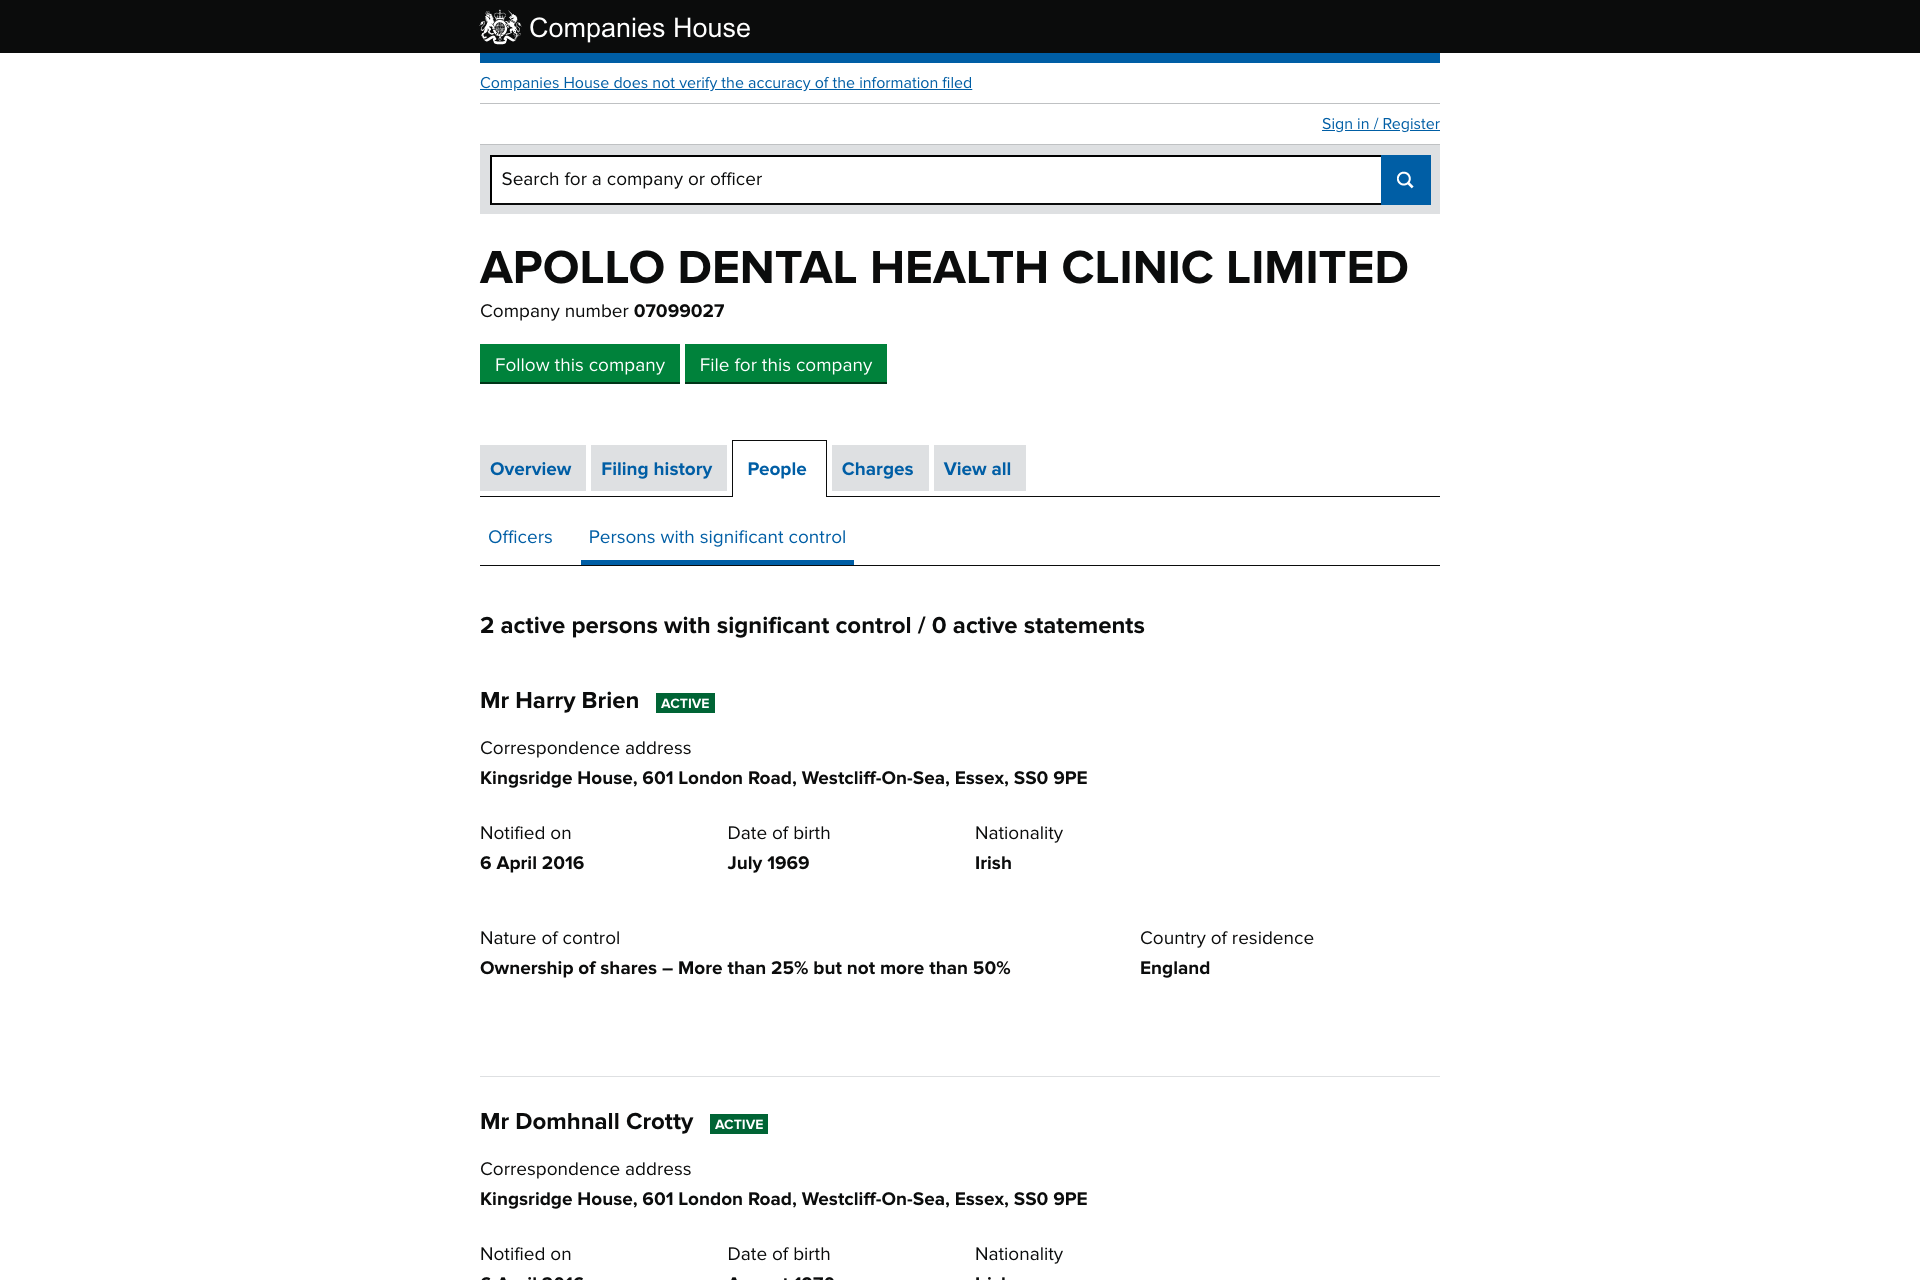 Companies House
Companies House does not verify the accuracy of the information filed
Sign in / Register
Search for a company or officer
APOLLO DENTAL HEALTH CLINIC LIMITED
Company number 07099027
Follow this company File for this company
Overview Filing history People Charges View all
Officers Persons with significant control
2 active persons with significant control / 0 active statements
Mr Harry Brien ACTIVE
Correspondence address
Kingsridge House, 601 London Road, Westcliff-On-Sea, Essex, SS0 9PE
Notified on Date of birth Nationality
6 April 2016 July 1969 Irish
Nature of control Country of residence
Ownership of shares – More than 25% but not more than 50% England
Mr Domhnall Crotty ACTIVE
Correspondence address
Kingsridge House, 601 London Road, Westcliff-On-Sea, Essex, SS0 9PE
Notified on Date of birth Nationality